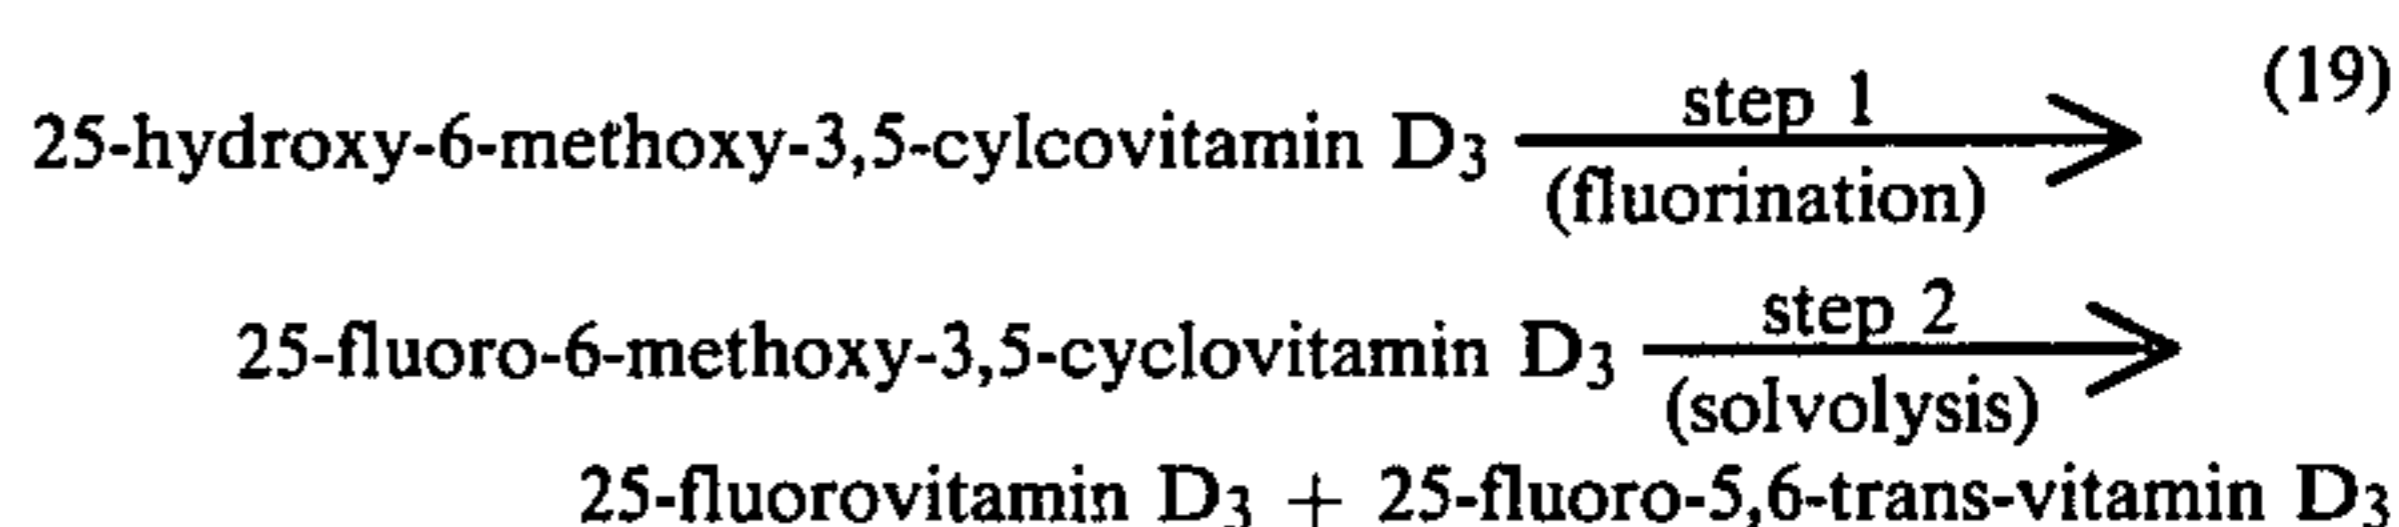 (19)
25-hydroxy-6-methoxy-3,5-cylcovitamin D3 step 1
(fluorination)
25-fluoro-6-methoxy-3,5-cyclovitamin D3 step 2
(solvolysis)
25-fluorovitamin D3 + 25-fluoro-5,6-trans-vitamin D3